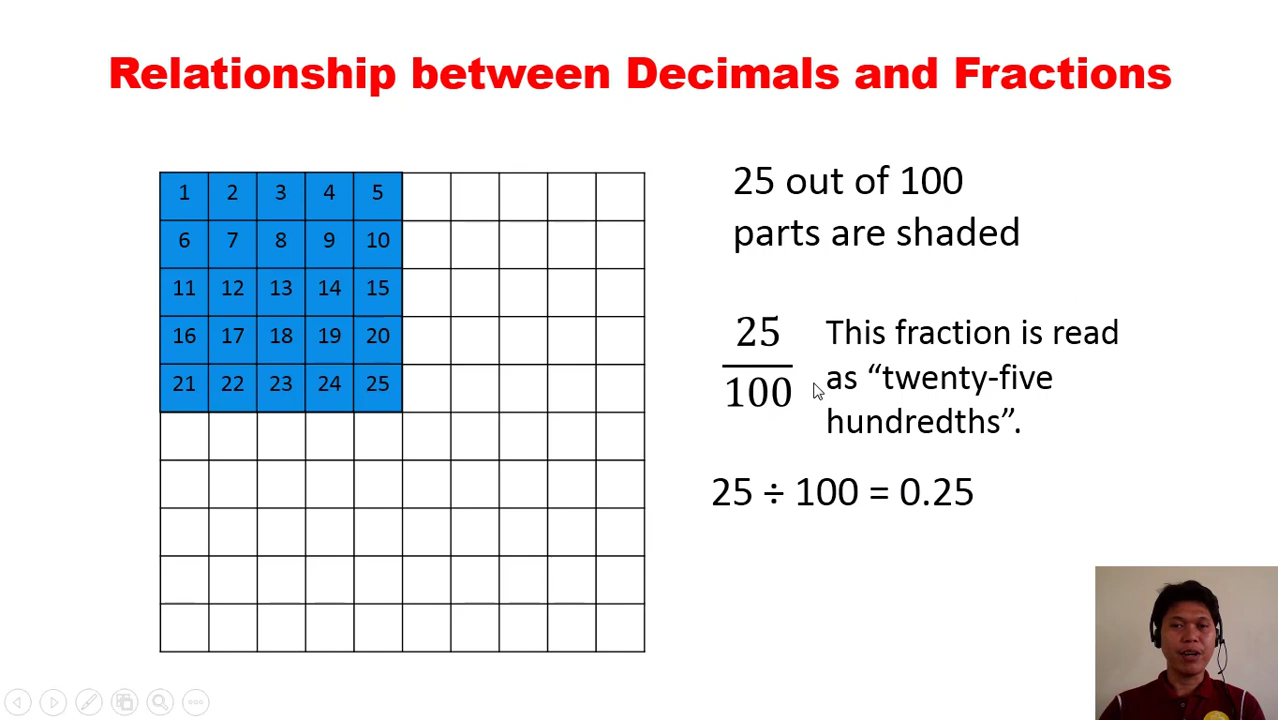 Relationship between Decimals and Fractions
1 2 3 4 5
6 7 8 9 10
11 12 13 14 15
16 17 18 19 20
21 22 23 24 25
25 out of 100
parts are shaded
25
100
This fraction is read
as “twenty-five
hundredths”.
25 ÷ 100 = 0.25